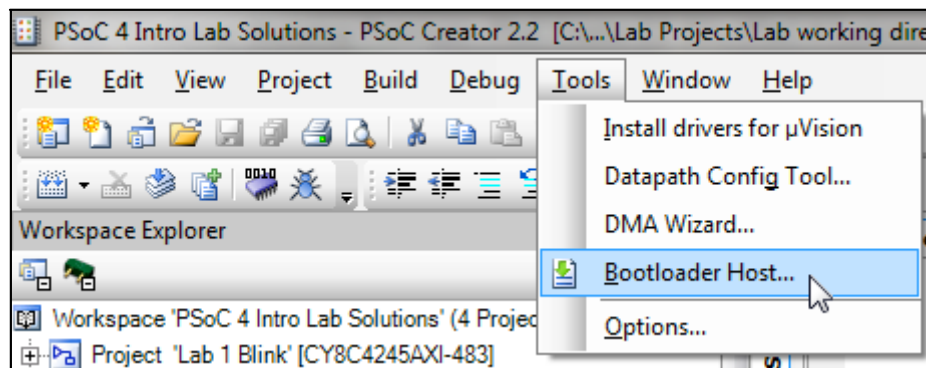 PSoC 4 Intro Lab Solutions - PSoC Creator 2.2 [C:\...\Lab Projects\Lab working dire
File Edit View Project Build Debug Tools Window Help
Install drivers for µVision
Datapath Config Tool...
DMA Wizard...
Bootloader Host...
Options...
0010
Workspace Explorer
Workspace 'PSoC 4 Intro Lab Solutions' (4 Projec
Project 'Lab 1 Blink' [CY8C4245AXI-483]